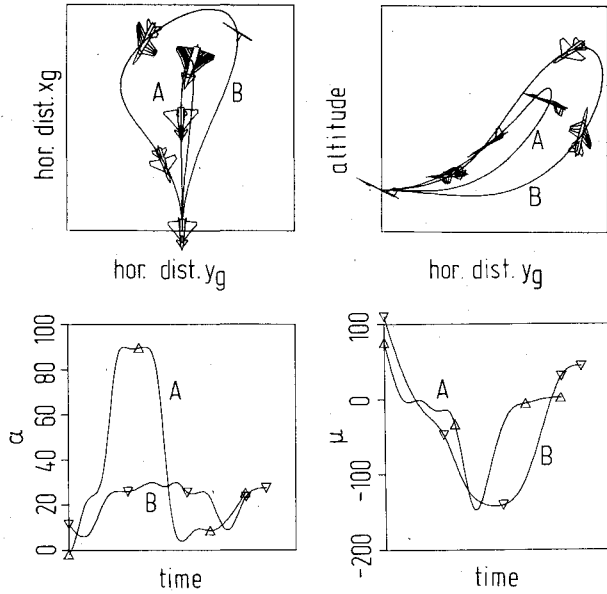 hor. dist. xg
A
B
hor. dist. yg
altitude
A
B
hor. dist. yg
α
100
80
60
40
20
0
A
B
time
μ
100
0
-100
-200
A
B
time